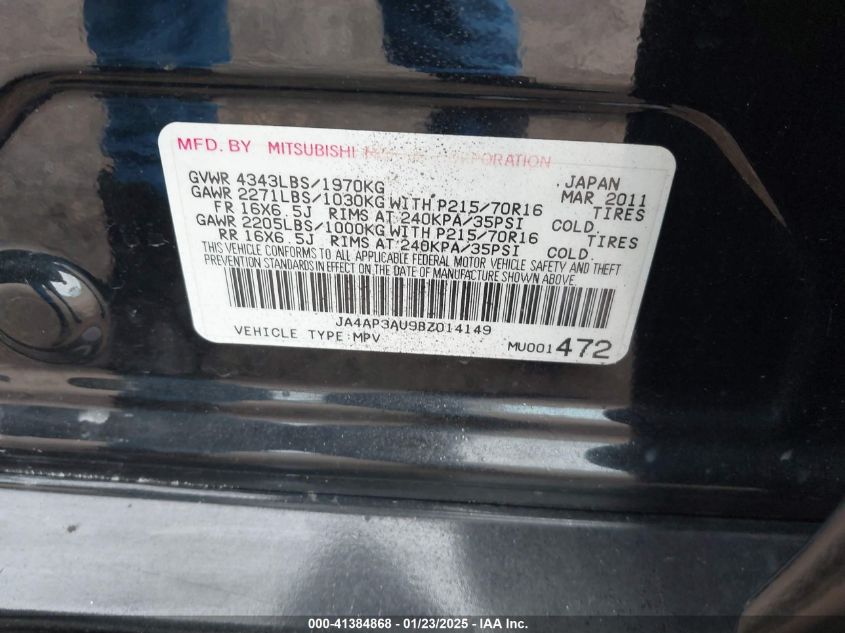 MFD. BY MITSUBISHI MOTORS CORPORATION
GVWR 4343LBS/1970KG JAPAN
GAWR 2271LBS/1030KG WITH P215/70R16 MAR 2011
FR 16X6.5J RIMS AT 240KPA/35PSI COLD. TIRES
GAWR 2205LBS/1000KG WITH P215/70R16
RR 16X6.5J RIMS AT 240KPA/35PSI COLD. TIRES
THIS VEHICLE CONFORMS TO ALL APPLICABLE FEDERAL MOTOR VEHICLE SAFETY AND THEFT
PREVENTION STANDARDS IN EFFECT ON THE DATE OF MANUFACTURE SHOWN ABOVE.
JA4AP3AU9BZ014149
VEHICLE TYPE:MPV MU001472
000-41384868 - 01/23/2025 - IAA Inc.